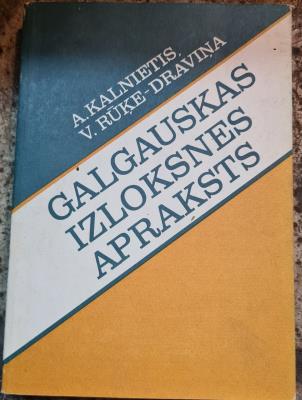 A. KALNIETIS.
V. RŪĶE-DRAVIŅA
GALGAUSKAS
IZLOKSNES
APRAKSTS